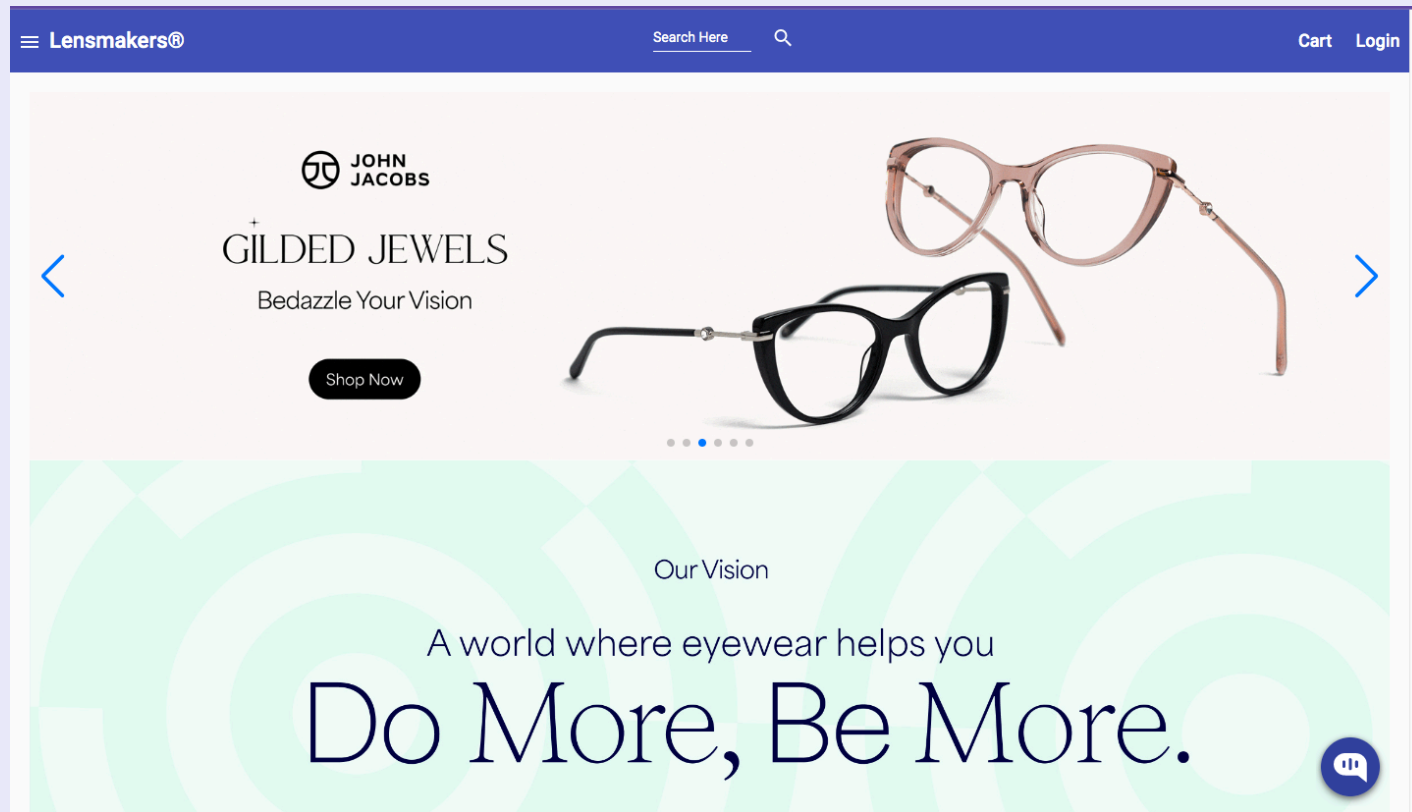 Lensmakers®
Search Here
Cart
Login
JOHN
JACOBS
GILDED JEWELS
Bedazzle Your Vision
Shop Now
Our Vision
A world where eyewear helps you
Do More, Be More.